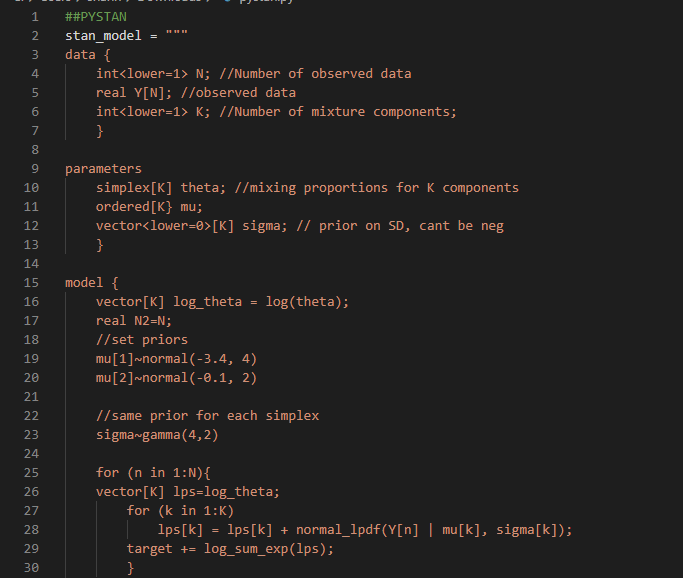 1 ##PYSTAN
2 stan_model = """
3 data {
4 int<lower=1> N; //Number of observed data
5 real Y[N]; //observed data
6 int<lower=1> K; //Number of mixture components;
7 }
8
9 parameters
10 simplex[K] theta; //mixing proportions for K components
11 ordered[K} mu;
12 vector<lower=0>[K] sigma; // prior on SD, cant be neg
13 }
14
15 model {
16 vector[K] log_theta = log(theta);
17 real N2=N;
18 //set priors
19 mu[1]~normal(-3.4, 4)
20 mu[2]~normal(-0.1, 2)
21
22 //same prior for each simplex
23 sigma~gamma(4,2)
24
25 for (n in 1:N){
26 vector[K] lps=log_theta;
27 for (k in 1:K)
28 lps[k] = lps[k] + normal_lpdf(Y[n] | mu[k], sigma[k]);
29 target += log_sum_exp(lps);
30 }